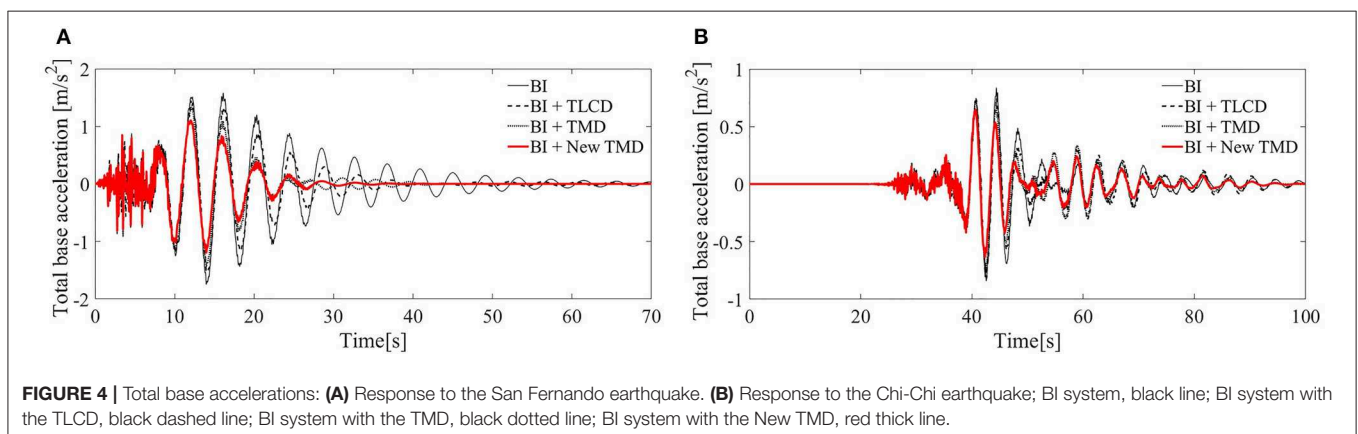 A
Total base acceleration [m/s²]
2
1
0
-1
-2
BI
BI + TLCD
BI + TMD
BI + New TMD
0 10 20 30 40 50 60 70
Time[s]
B
Total base acceleration [m/s²]
1
0.5
0
-0.5
-1
BI
BI + TLCD
BI + TMD
BI + New TMD
0 20 40 60 80 100
Time[s]
FIGURE 4 | Total base accelerations: (A) Response to the San Fernando earthquake. (B) Response to the Chi-Chi earthquake; BI system, black line; BI system with
the TLCD, black dashed line; BI system with the TMD, black dotted line; BI system with the New TMD, red thick line.